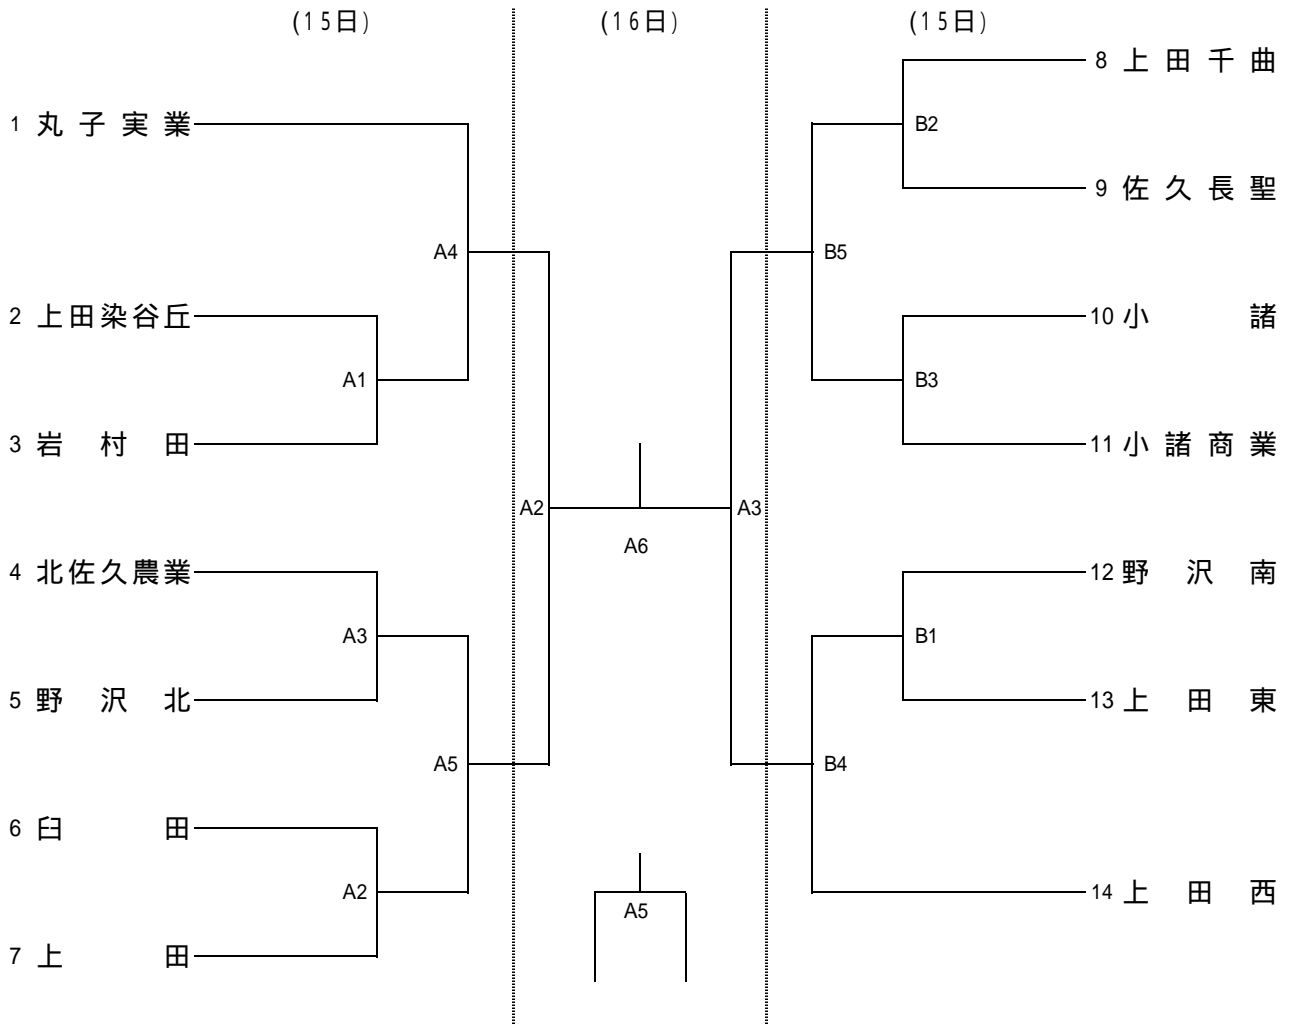 (15日) (16日) (15日)
8 上田千曲
1 丸子実業
B2
9 佐久長聖
A4
B5
2 上田染谷丘
10 小諸
A1
B3
3 岩村田
11 小諸商業
A2
A3
A6
4 北佐久農業
12 野沢南
A3
B1
5 野沢北
13 上田東
A5
B4
6 臼田
A2
14 上田西
A5
7 上田